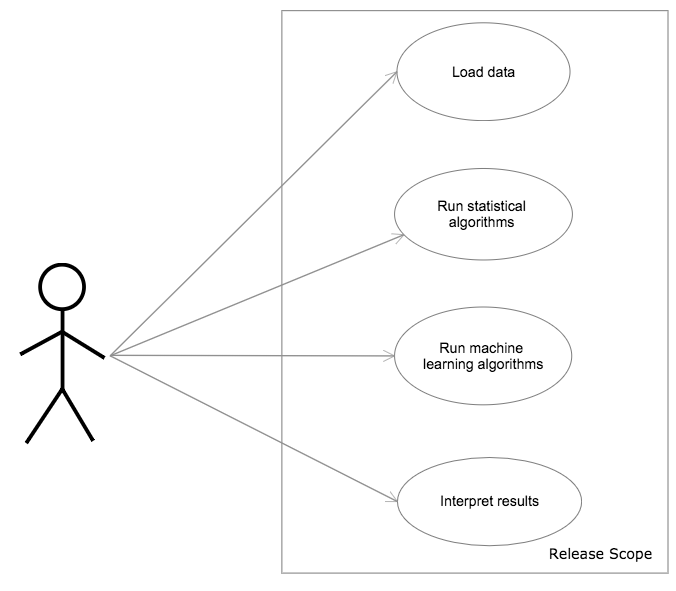 Load data
Run statistical
algorithms
Run machine
learning algorithms
Interpret results
Release Scope